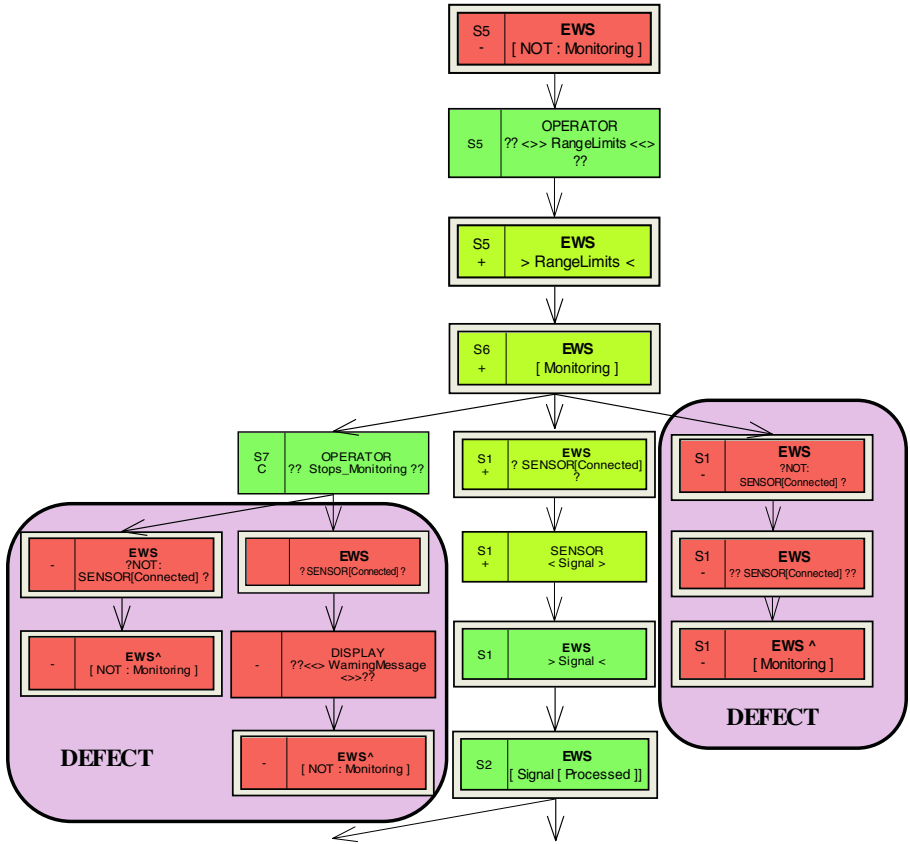 S5
-
EWS
[ NOT : Monitoring ]
S5
OPERATOR
?? <>> RangeLimits <<>
??
S5
+
EWS
> RangeLimits <
S6
+
EWS
[ Monitoring ]
S7
C
OPERATOR
?? Stops_Monitoring ??
S1
+
EWS
? SENSOR[Connected]
?
S1
-
EWS
?NOT:
SENSOR[Connected] ?
-
EWS
?NOT:
SENSOR[Connected] ?
EWS
? SENSOR[Connected] ?
S1
+
SENSOR
< Signal >
S1
-
EWS
?? SENSOR[Connected] ??
-
EWS^
[ NOT : Monitoring ]
-
DISPLAY
??<<> WarningMessage
<>>??
S1
EWS
> Signal <
S1
-
EWS ^
[ Monitoring ]
DEFECT
DEFECT
-
EWS^
[ NOT : Monitoring ]
S2
EWS
[ Signal [ Processed ]]